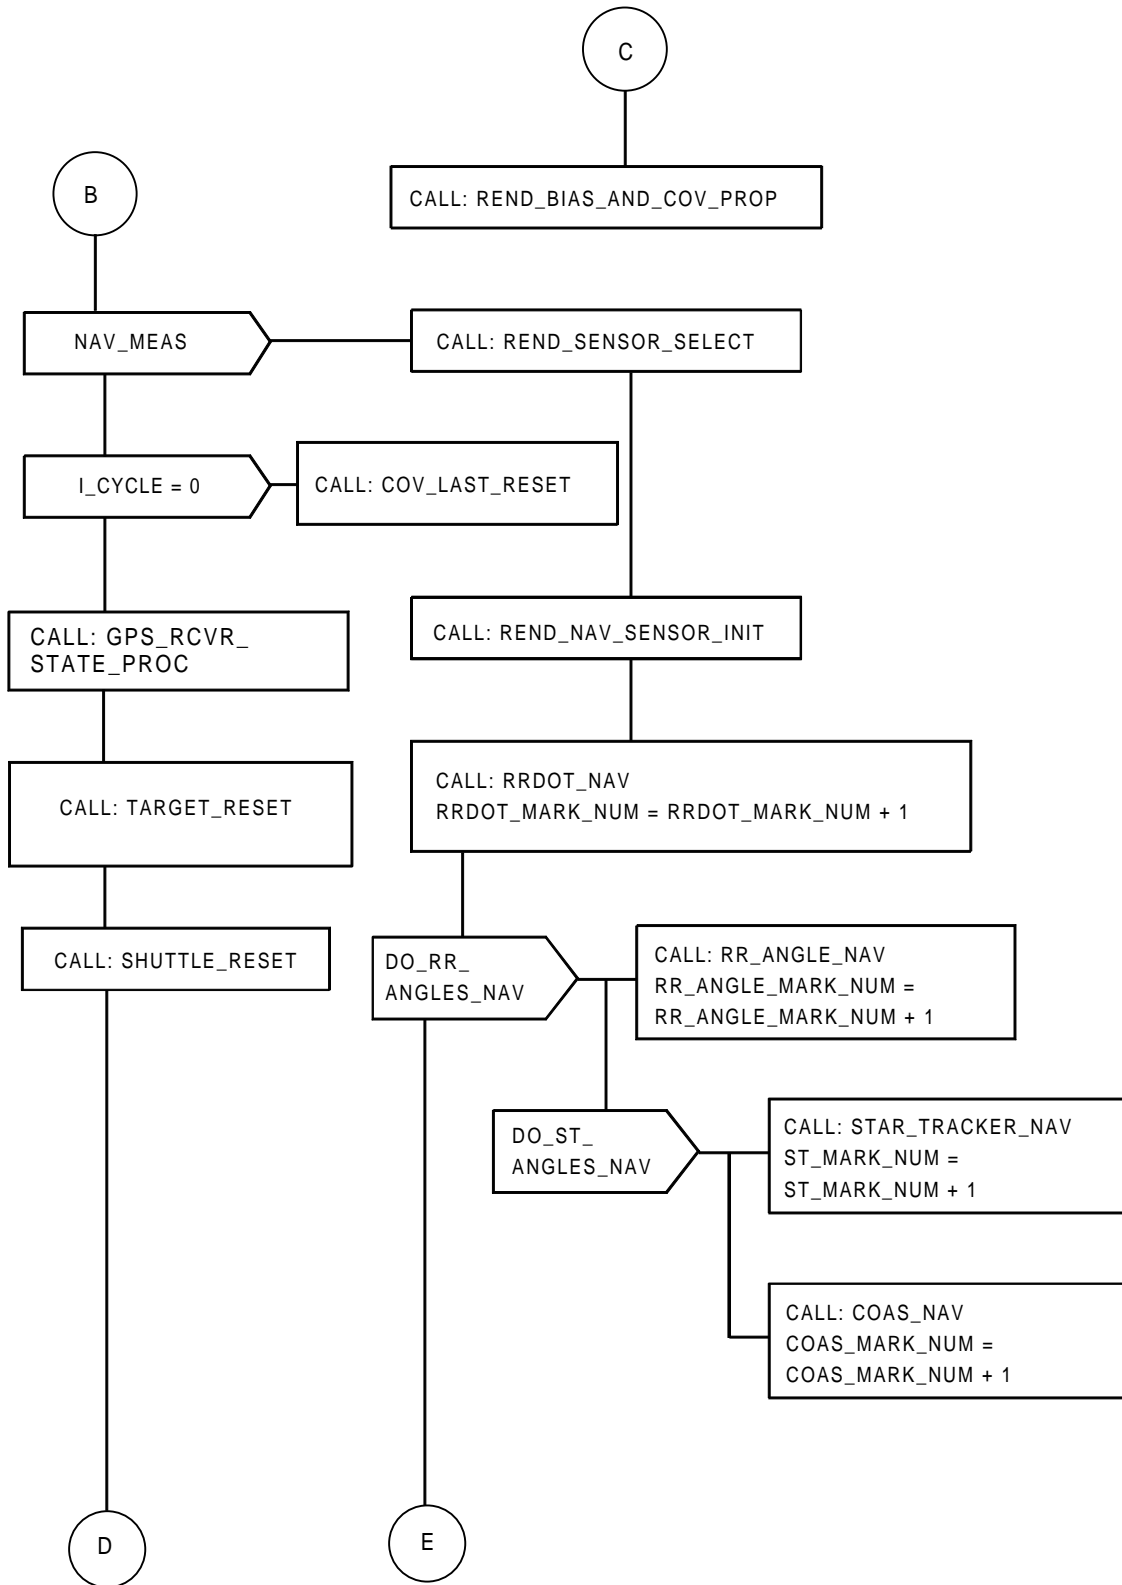 C
B
CALL: REND_BIAS_AND_COV_PROP
NAV_MEAS
CALL: REND_SENSOR_SELECT
I_CYCLE = 0
CALL: COV_LAST_RESET
CALL: GPS_RCVR_
STATE_PROC
CALL: REND_NAV_SENSOR_INIT
CALL: TARGET_RESET
CALL: RRDOT_NAV
RRDOT_MARK_NUM = RRDOT_MARK_NUM + 1
CALL: SHUTTLE_RESET
DO_RR_
ANGLES_NAV
CALL: RR_ANGLE_NAV
RR_ANGLE_MARK_NUM =
RR_ANGLE_MARK_NUM + 1
DO_ST_
ANGLES_NAV
CALL: STAR_TRACKER_NAV
ST_MARK_NUM =
ST_MARK_NUM + 1
CALL: COAS_NAV
COAS_MARK_NUM =
COAS_MARK_NUM + 1
D
E